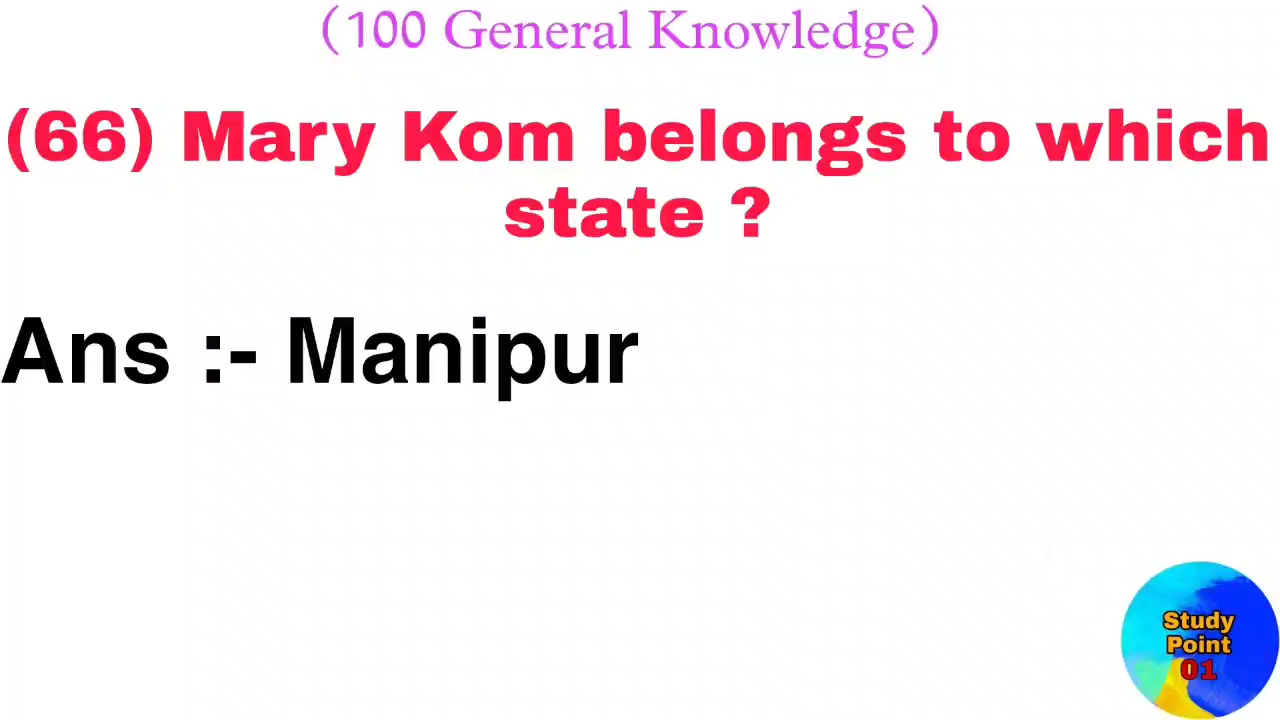 (100 General Knowledge)
(66) Mary Kom belongs to which
state ?
Ans :- Manipur
Study
Point
01